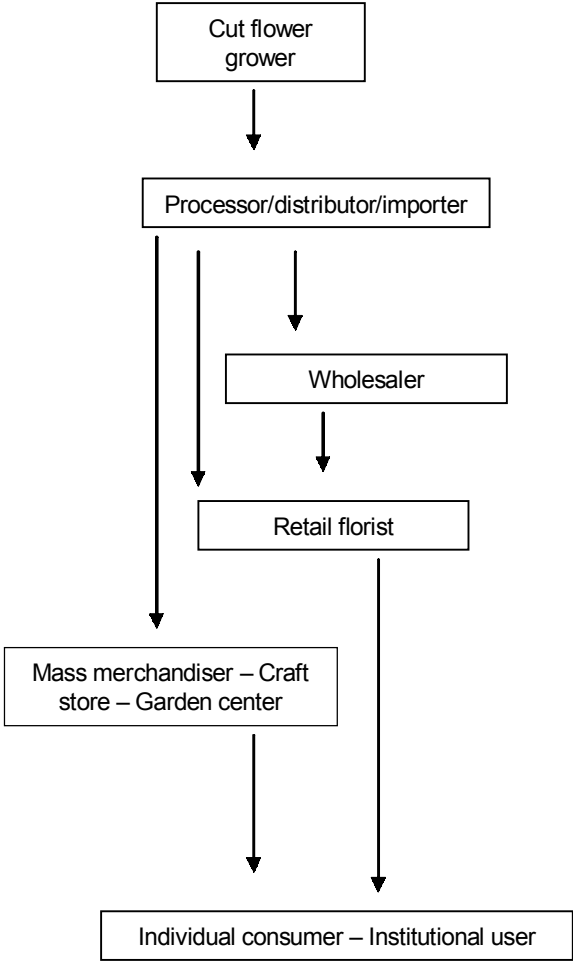 Cut flower
grower
Processor/distributor/importer
Wholesaler
Retail florist
Mass merchandiser – Craft
store – Garden center
Individual consumer – Institutional user